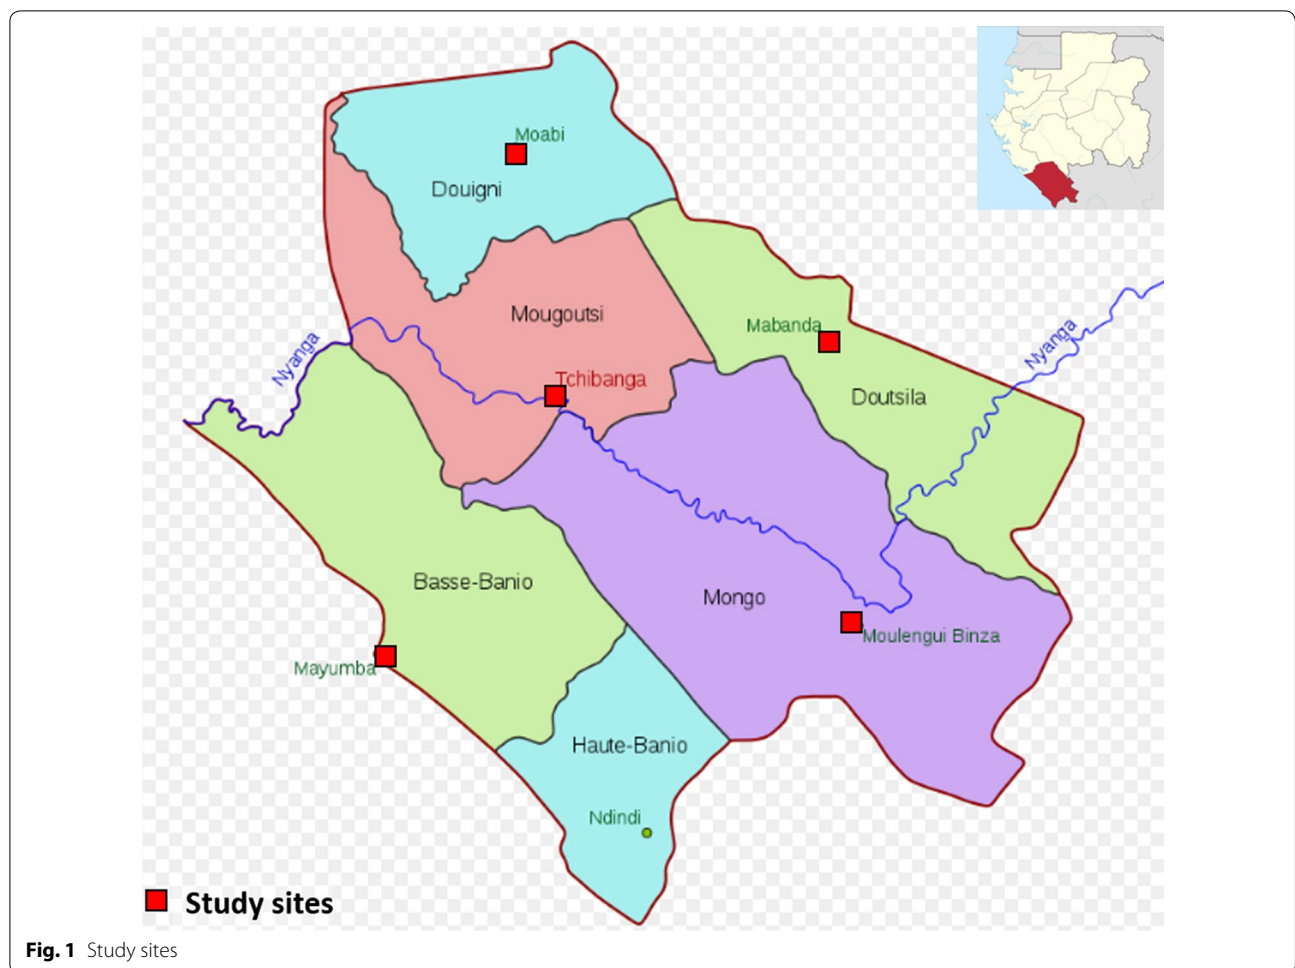 Moabi
Douigni
Mougoutsi
Nyanga
Mabanda
Nyanga
Tchibanga
Doutsila
Basse-Banio
Mongo
Moulengui Binza
Mayumba
Haute-Banio
Ndindi
Study sites
Fig. 1 Study sites